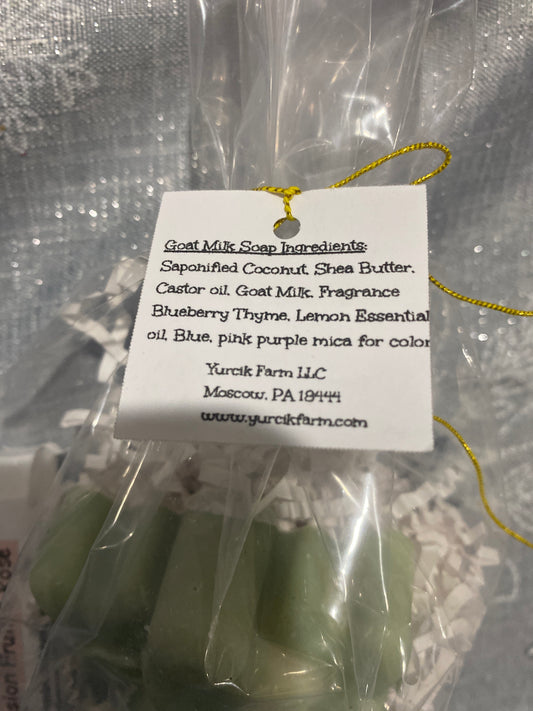 Goat Milk Soap Ingredients:
Saponified Coconut, Shea Butter,
Castor oil, Goat Milk, Fragrance
Blueberry Thyme, Lemon Essential
oil, Blue, pink purple mica for color
Yurcik Farm LLC
Moscow, PA 18444
www.yurcikfarm.com